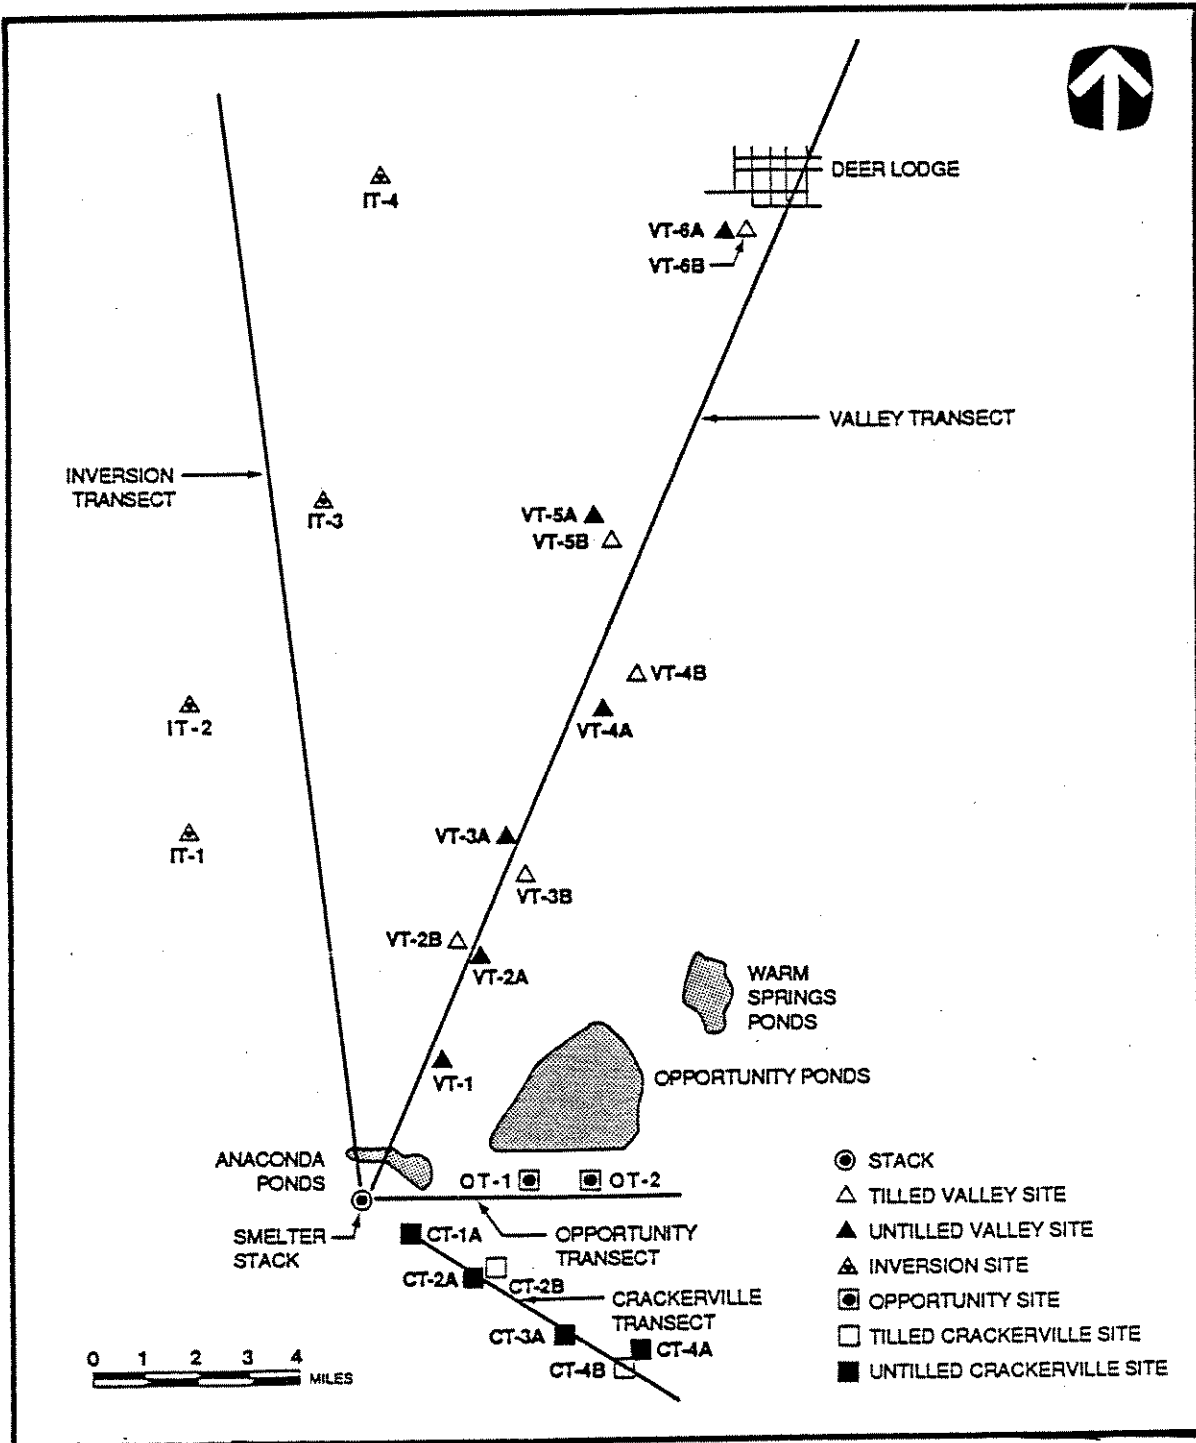 DEER LODGE
IT-4
VT-6A
VT-6B
VALLEY TRANSECT
INVERSION
TRANSECT
IT-3
VT-5A
VT-5B
VT-4B
VT-4A
IT-2
VT-3A
IT-1
VT-3B
VT-2B
VT-2A
WARM
SPRINGS
PONDS
VT-1
OPPORTUNITY PONDS
ANACONDA
PONDS
OT-1
OT-2
SMELTER
STACK
CT-1A
OPPORTUNITY
TRANSECT
CT-2A
CT-2B
CRACKERVILLE
TRANSECT
CT-3A
CT-4A
CT-4B
STACK
TILLED VALLEY SITE
UNTILLED VALLEY SITE
INVERSION SITE
OPPORTUNITY SITE
TILLED CRACKERVILLE SITE
UNTILLED CRACKERVILLE SITE
0 1 2 3 4
MILES